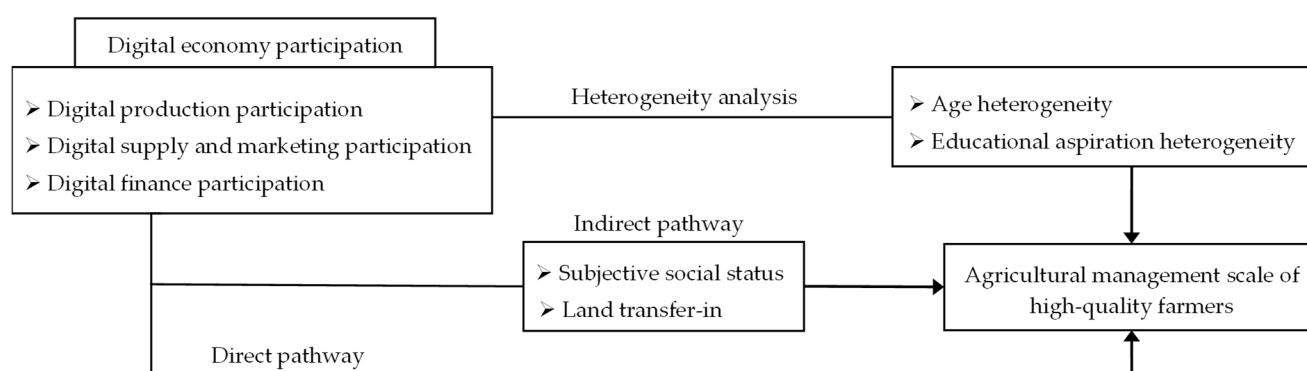 Digital economy participation
➢ Digital production participation
➢ Digital supply and marketing participation
➢ Digital finance participation
Heterogeneity analysis
➢ Age heterogeneity
➢ Educational aspiration heterogeneity
Indirect pathway
➢ Subjective social status
➢ Land transfer-in
Agricultural management scale of
high-quality farmers
Direct pathway